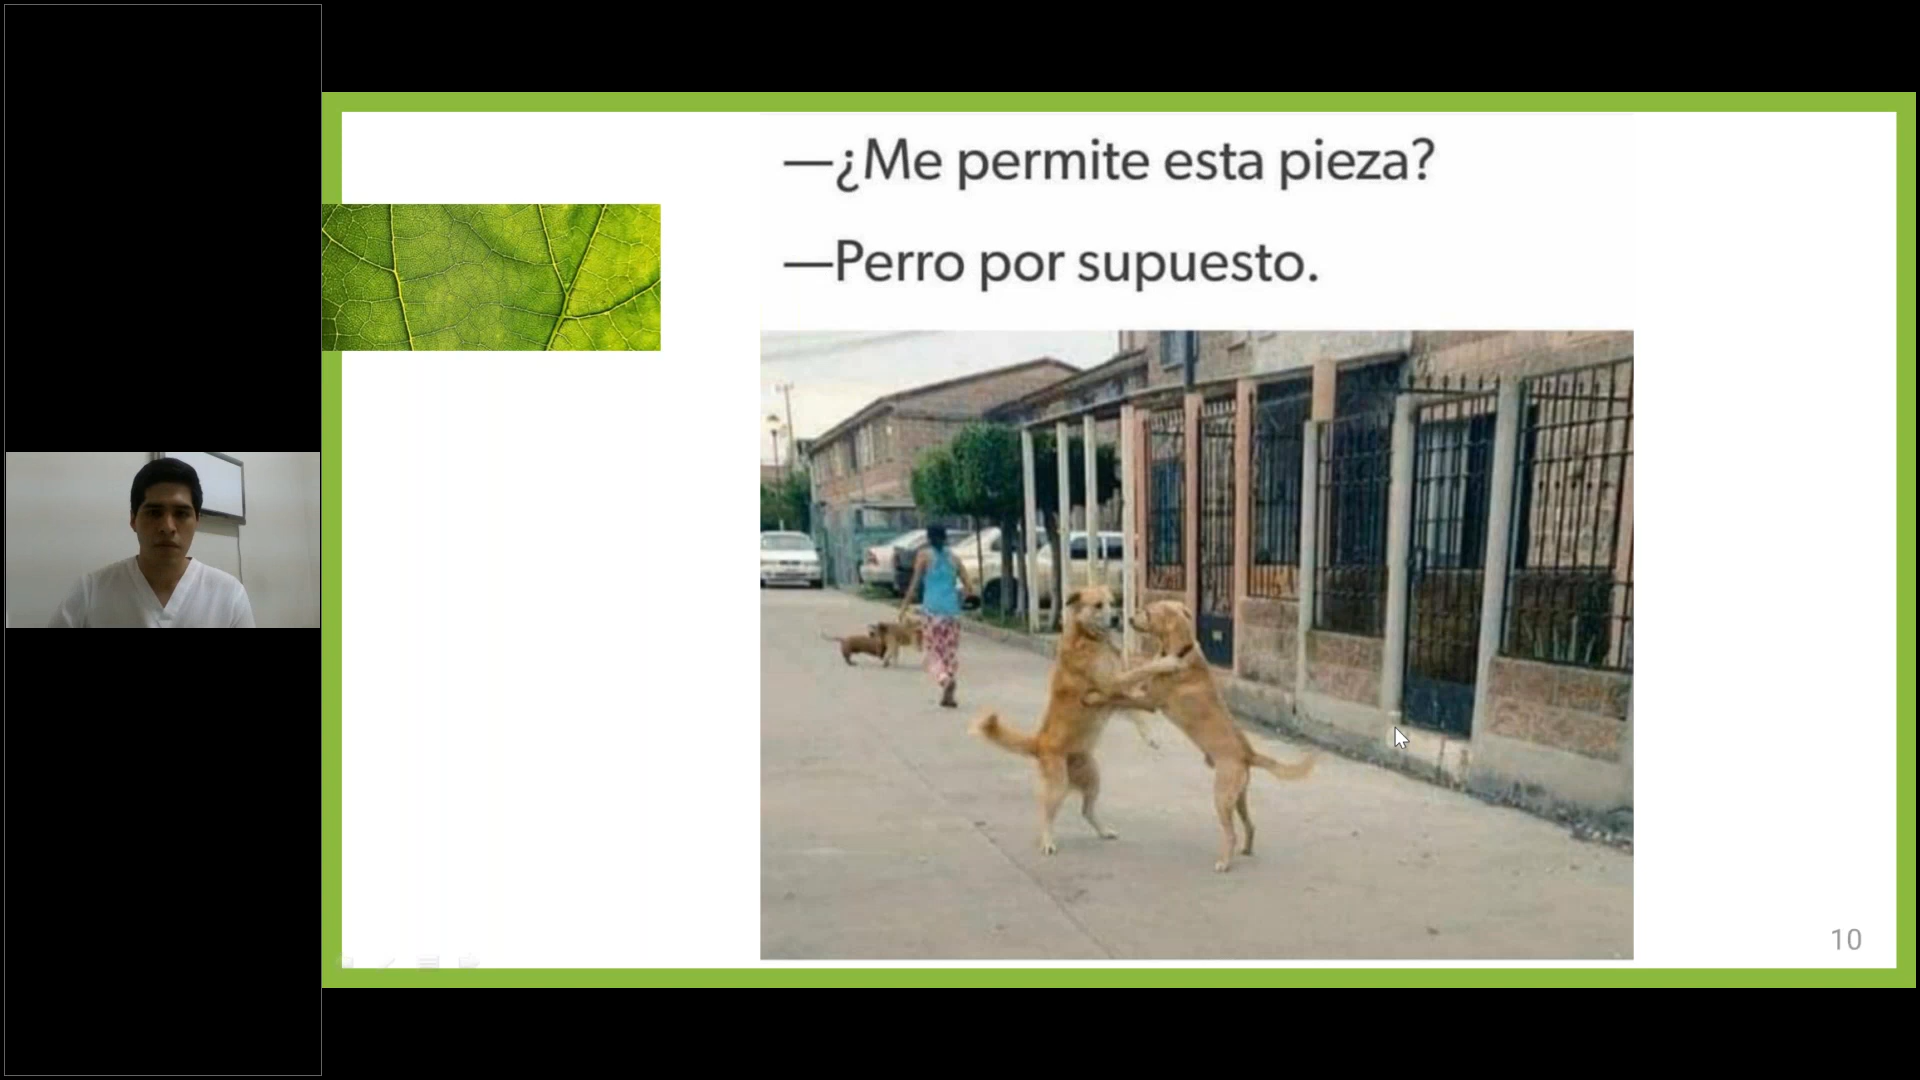 —¿Me permite esta pieza?
—Perro por supuesto.
10